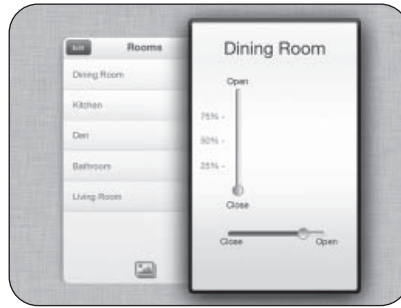 Edit
Rooms
Dining Room
Kitchen
Den
Bathroom
Living Room
Dining Room
Open
75% -
50% -
25% -
Close
Close
Open